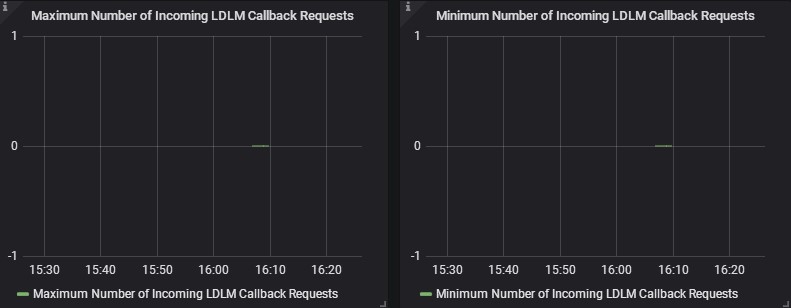 i
Maximum Number of Incoming LDLM Callback Requests
1
0
-1
15:30 15:40 15:50 16:00 16:10 16:20
Maximum Number of Incoming LDLM Callback Requests
i
Minimum Number of Incoming LDLM Callback Requests
1
0
-1
15:30 15:40 15:50 16:00 16:10 16:20
Minimum Number of Incoming LDLM Callback Requests